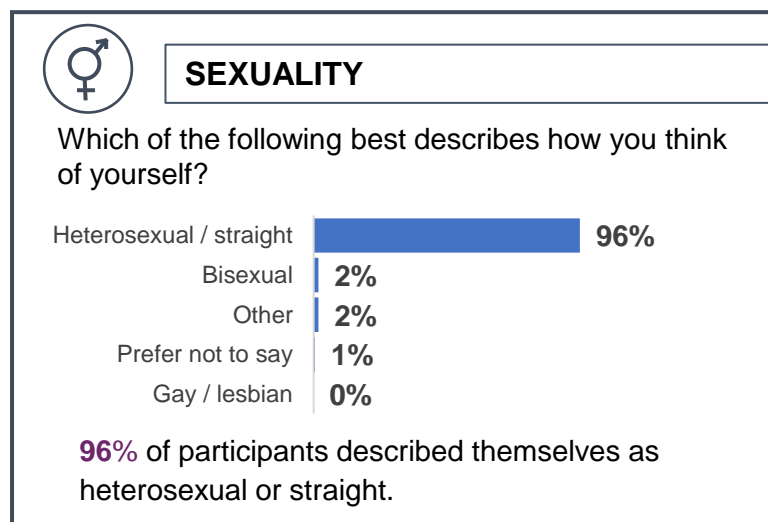 SEXUALITY
Which of the following best describes how you think
of yourself?
Heterosexual / straight 96%
Bisexual 2%
Other 2%
Prefer not to say 1%
Gay / lesbian 0%
96% of participants described themselves as
heterosexual or straight.